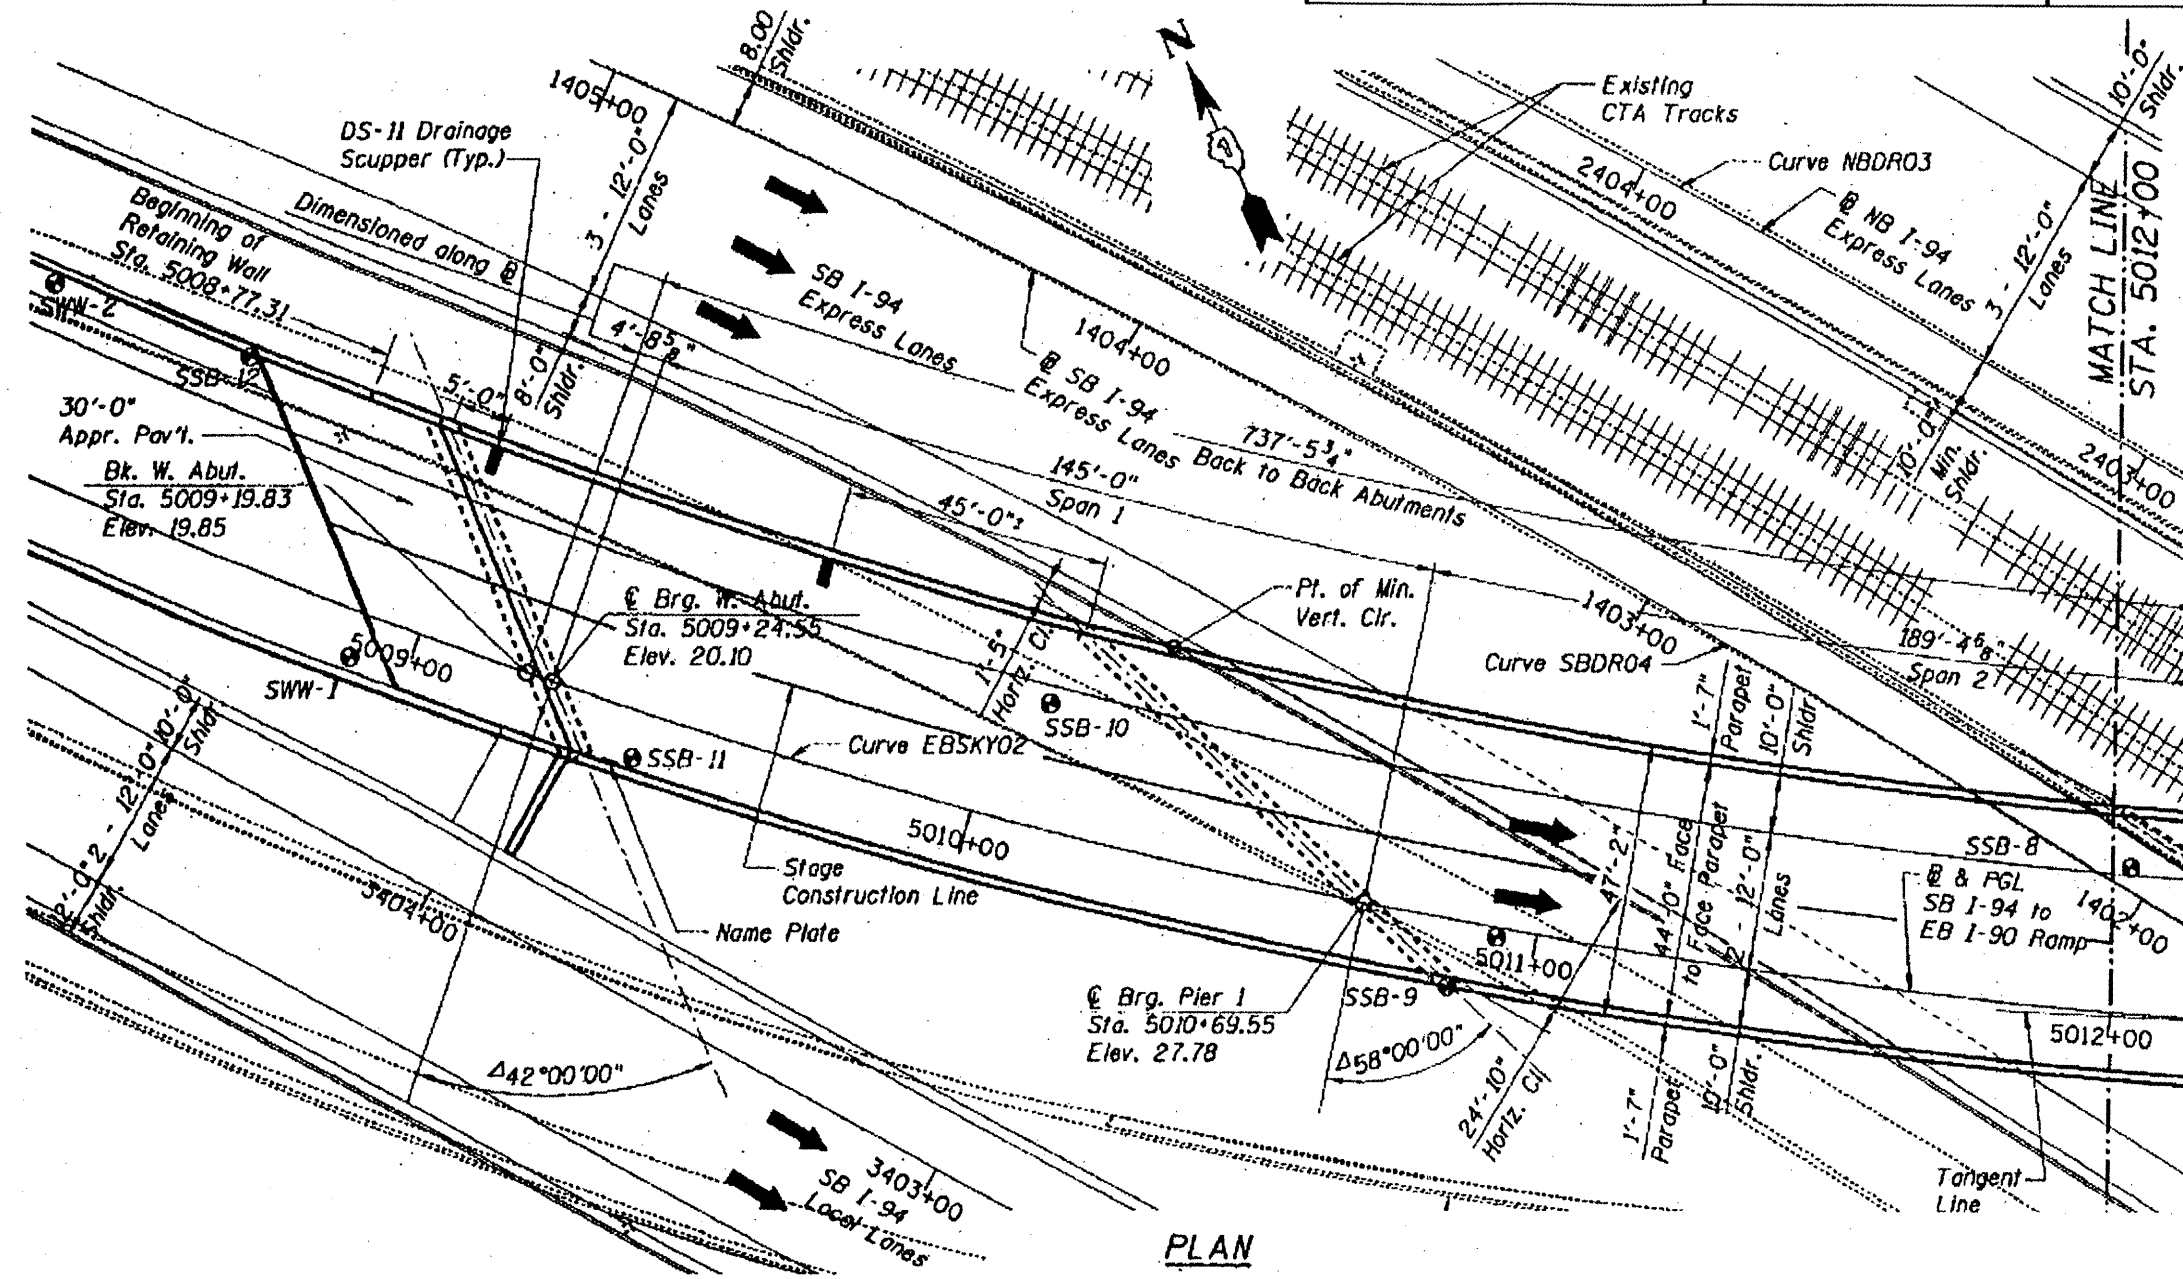 8.00
Shldr.
N
1405+00
Existing
CTA Tracks
10'-0"
Shldr.
DS-11 Drainage
Scupper (Typ.)
3 - 12'-0"
Lanes
2404+00
Curve NBDR03
℄ NB I-94
Express Lanes
3 - 12'-0"
Lanes
MATCH LINE
STA. 5012+00
Beginning of
Retaining Wall
Sta. 5008+77.31
Dimensioned along ℄
SWW-2
SB I-94
Express Lanes
4'-8 5/8"
1404+00
℄ SB I-94
Express Lanes
SSB-12
5'-0"
8'-0"
Shldr.
10'-0"
Min.
Shldr.
2403+00
30'-0"
Appr. Pav't.
Bk. W. Abut.
Sta. 5009+19.83
Elev. 19.85
737'-5 3/4"
Back to Back Abutments
145'-0"
Span 1
45'-0"±
℄ Brg. W. Abut.
Sta. 5009+24.55
Elev. 20.10
Pt. of Min.
Vert. Clr.
1403+00
189'-4 6/8"
Span 2
Curve SBDR04
1'-5"
Horiz. Cl.
5009+00
SWW-1
SSB-10
SSB-11
Curve EBSKY02
1'-7"
Parapet
10'-0"
Shldr.
10'-0"
Shldr.
2 - 12'-0"
Lanes
2'-0"
Shldr.
5010+00
Stage
Construction Line
Name Plate
3404+00
47'-2"
44'-0" Face
to Face Parapet
2 - 12'-0"
Lanes
SSB-8
℄ & PGL
SB I-94 to
EB I-90 Ramp
1402+00
5011+00
SSB-9
℄ Brg. Pier 1
Sta. 5010+69.55
Elev. 27.78
5012+00
Δ42°00'00"
Δ58°00'00"
24'-10"
Horiz. Cl.
1'-7"
Parapet
10'-0"
Shldr.
Tangent
Line
3403+00
SB I-94
Local Lanes
PLAN